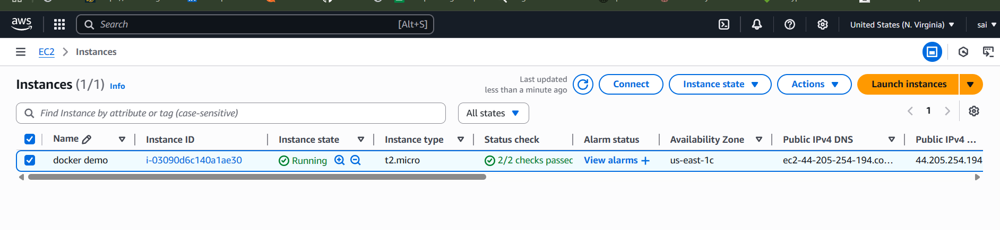 aws
Search [Alt+S]
United States (N. Virginia)
sai
EC2
Instances
Instances (1/1) Info
Last updated
less than a minute ago
Connect
Instance state
Actions
Launch instances
Find Instance by attribute or tag (case-sensitive)
All states
1
Name Instance ID Instance state Instance type Status check Alarm status Availability Zone Public IPv4 DNS Public IPv4 ...
docker demo i-03090d6c140a1ae30 Running t2.micro 2/2 checks passed View alarms + us-east-1c ec2-44-205-254-194.co... 44.205.254.194